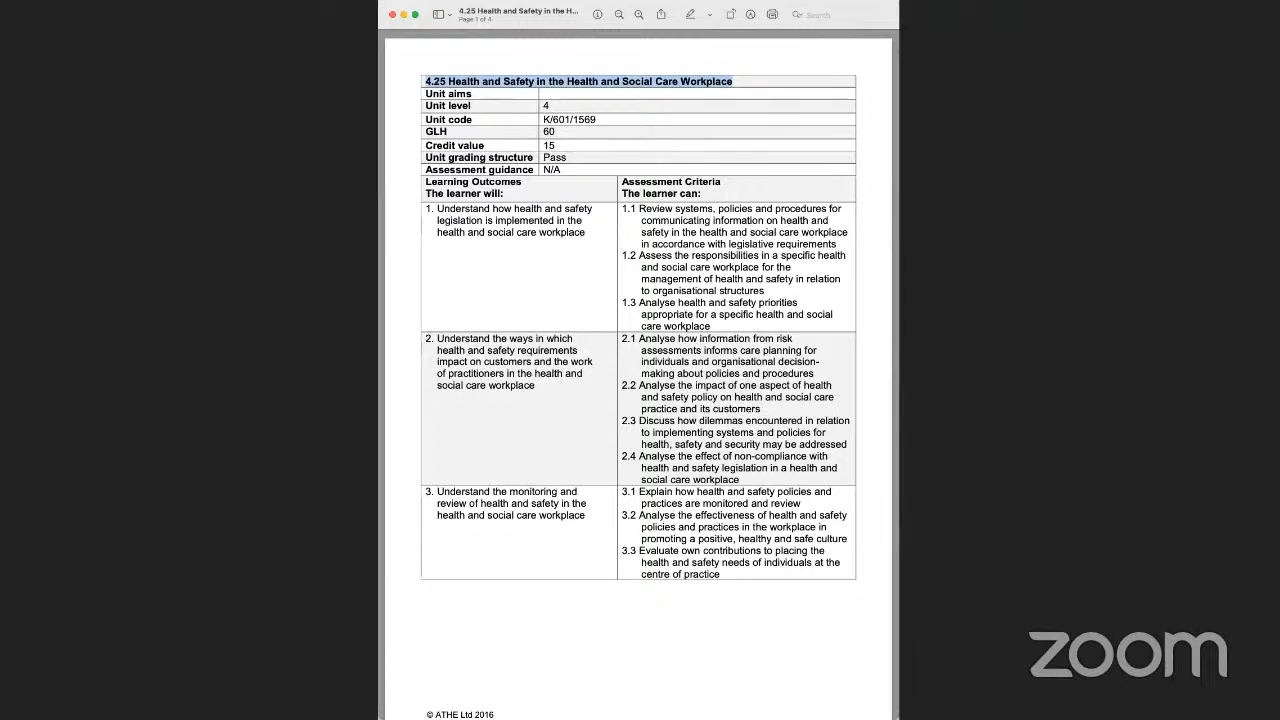 4.25 Health and Safety in the H...
Page 1 of 4
Search
4.25 Health and Safety in the Health and Social Care Workplace
Unit aims
Unit level 4
Unit code K/601/1569
GLH 60
Credit value 15
Unit grading structure Pass
Assessment guidance N/A
Learning Outcomes
The learner will:
Assessment Criteria
The learner can:
1. Understand how health and safety
legislation is implemented in the
health and social care workplace
1.1 Review systems, policies and procedures for
communicating information on health and
safety in the health and social care workplace
in accordance with legislative requirements
1.2 Assess the responsibilities in a specific health
and social care workplace for the
management of health and safety in relation
to organisational structures
1.3 Analyse health and safety priorities
appropriate for a specific health and social
care workplace
2. Understand the ways in which
health and safety requirements
impact on customers and the work
of practitioners in the health and
social care workplace
2.1 Analyse how information from risk
assessments informs care planning for
individuals and organisational decision-
making about policies and procedures
2.2 Analyse the impact of one aspect of health
and safety policy on health and social care
practice and its customers
2.3 Discuss how dilemmas encountered in relation
to implementing systems and policies for
health, safety and security may be addressed
2.4 Analyse the effect of non-compliance with
health and safety legislation in a health and
social care workplace
3. Understand the monitoring and
review of health and safety in the
health and social care workplace
3.1 Explain how health and safety policies and
practices are monitored and review
3.2 Analyse the effectiveness of health and safety
policies and practices in the workplace in
promoting a positive, healthy and safe culture
3.3 Evaluate own contributions to placing the
health and safety needs of individuals at the
centre of practice
© ATHE Ltd 2016
zoom